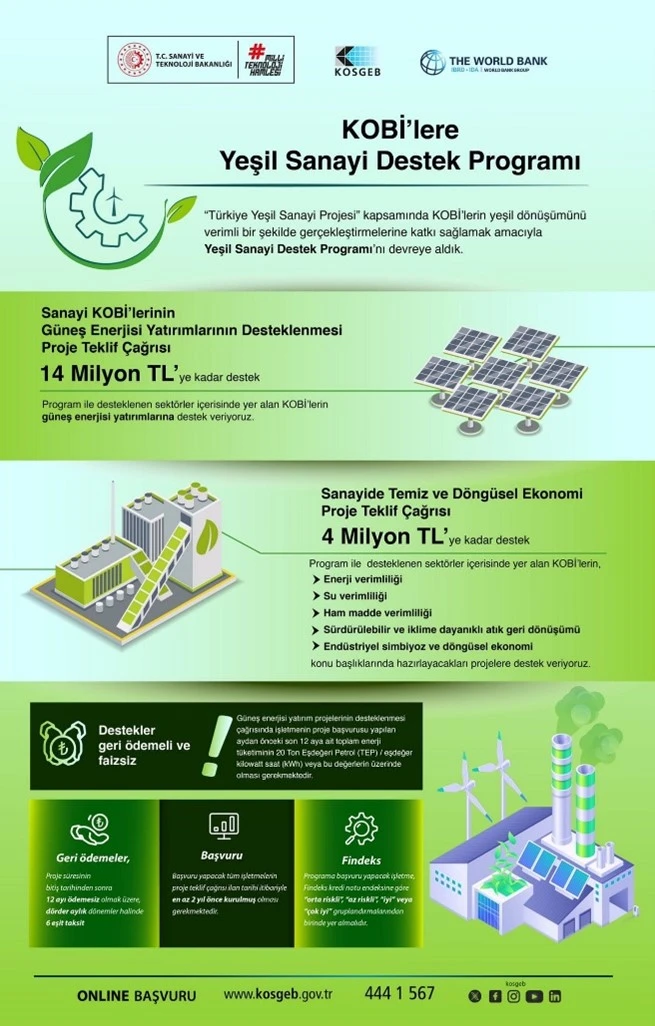 T.C. SANAYİ VE
TEKNOLOJİ BAKANLIĞI
#MİLLİ
TEKNOLOJİ
HAMLESİ
KOSGEB
THE WORLD BANK
IBRD • IDA | WORLD BANK GROUP
KOBİ’lere
Yeşil Sanayi Destek Programı
“Türkiye Yeşil Sanayi Projesi” kapsamında KOBİ’lerin yeşil dönüşümünü
verimli bir şekilde gerçekleştirmelerine katkı sağlamak amacıyla
Yeşil Sanayi Destek Programı’nı devreye aldık.
Sanayi KOBİ’lerinin
Güneş Enerjisi Yatırımlarının Desteklenmesi
Proje Teklif Çağrısı
14 Milyon TL’ye kadar destek
Program ile desteklenen sektörler içerisinde yer alan KOBİ’lerin
güneş enerjisi yatırımlarına destek veriyoruz.
Sanayide Temiz ve Döngüsel Ekonomi
Proje Teklif Çağrısı
4 Milyon TL’ye kadar destek
Program ile desteklenen sektörler içerisinde yer alan KOBİ’lerin,
➤ Enerji verimliliği
➤ Su verimliliği
➤ Ham madde verimliliği
➤ Sürdürülebilir ve iklime dayanıklı atık geri dönüşümü
➤ Endüstriyel simbiyoz ve döngüsel ekonomi
konu başlıklarında hazırlayacakları projelere destek veriyoruz.
Destekler
geri ödemeli ve
faizsiz
!
Güneş enerjisi yatırım projelerinin desteklenmesi
çağrısında işletmenin proje başvurusu yapılan
aydan önceki son 12 aya ait toplam enerji
tüketiminin 20 Ton Eşdeğeri Petrol (TEP) / eşdeğer
kilowatt saat (kWh) veya bu değerlerin üzerinde
olması gerekmektedir.
Geri ödemeler,
Proje süresinin
bitiş tarihinden sonra
12 ayı ödemesiz olmak üzere,
dörder aylık dönemler halinde
6 eşit taksit
Başvuru
Başvuru yapacak tüm işletmelerin
proje teklif çağrısı ilan tarihi itibariyle
en az 2 yıl önce kurulmuş olması
gerekmektedir.
Findeks
Programa başvuru yapacak işletme,
Findeks kredi notu endeksine göre
“orta riskli”, “az riskli”, “iyi” veya
“çok iyi” gruplandırmalarından
birinde yer almalıdır.
ONLINE BAŞVURU
www.kosgeb.gov.tr
444 1 567
kosgeb